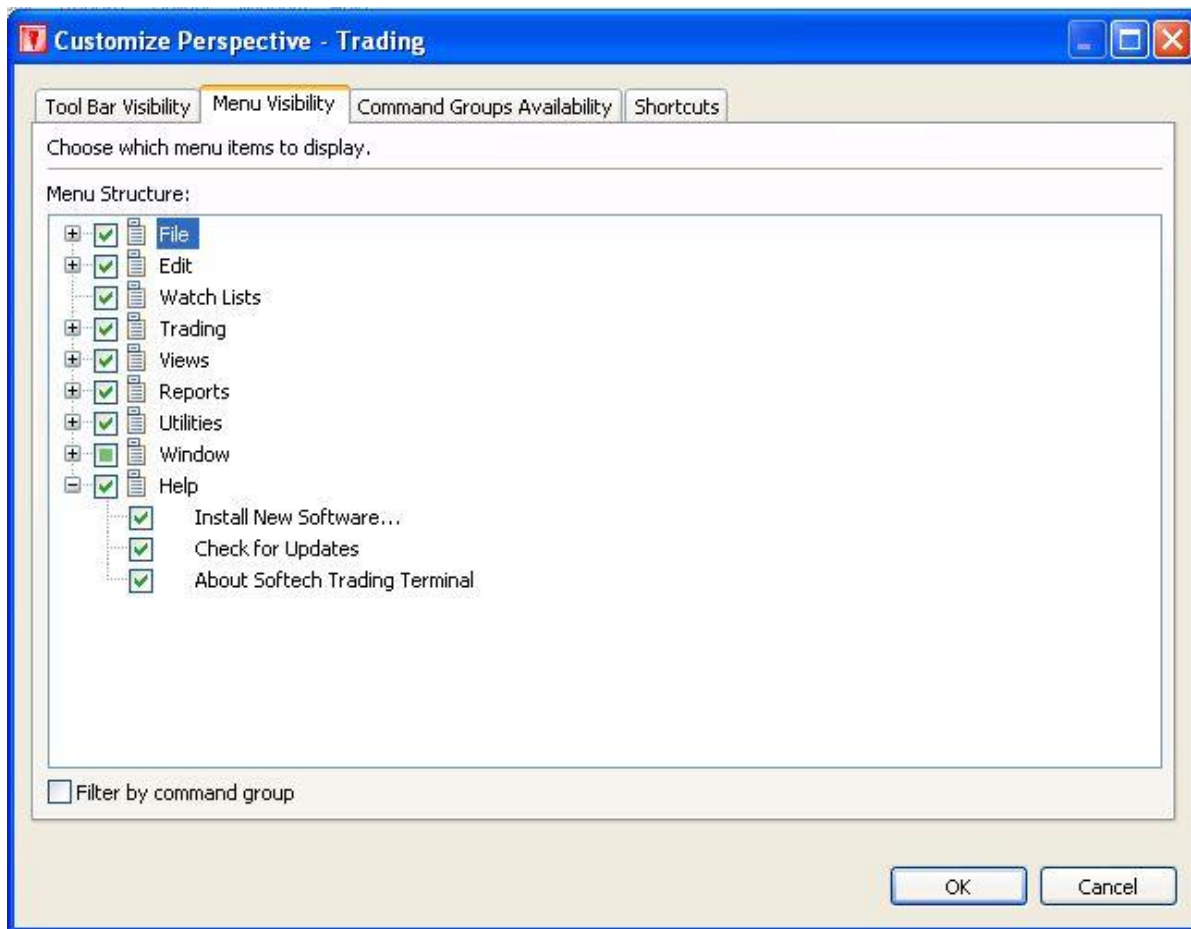 Customize Perspective - Trading
Tool Bar Visibility Menu Visibility Command Groups Availability Shortcuts
Choose which menu items to display.
Menu Structure:
File
Edit
Watch Lists
Trading
Views
Reports
Utilities
Window
Help
Install New Software...
Check for Updates
About Softech Trading Terminal
Filter by command group
OK Cancel